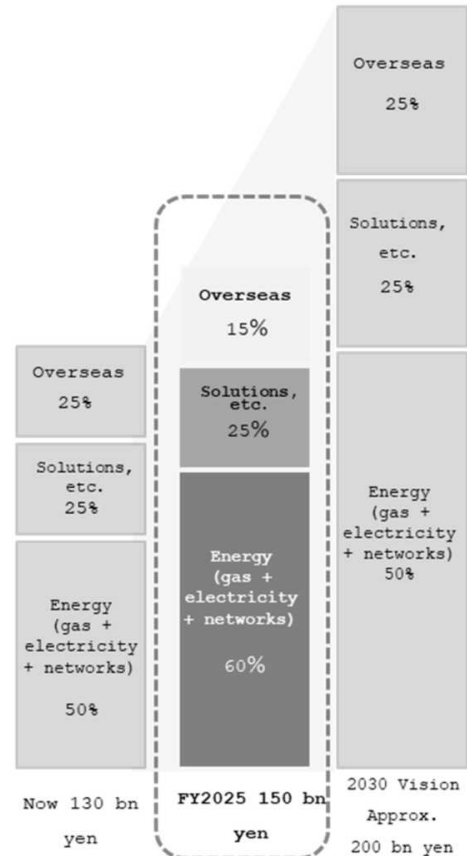 Overseas
25%
Solutions,
etc.
25%
Energy
(gas +
electricity
+ networks)
50%
Now 130 bn
yen
Overseas
15%
Solutions,
etc.
25%
Energy
(gas +
electricity
+ networks)
60%
FY2025 150 bn
yen
Overseas
25%
Solutions,
etc.
25%
Energy
(gas +
electricity
+ networks)
50%
2030 Vision
Approx.
200 bn yen